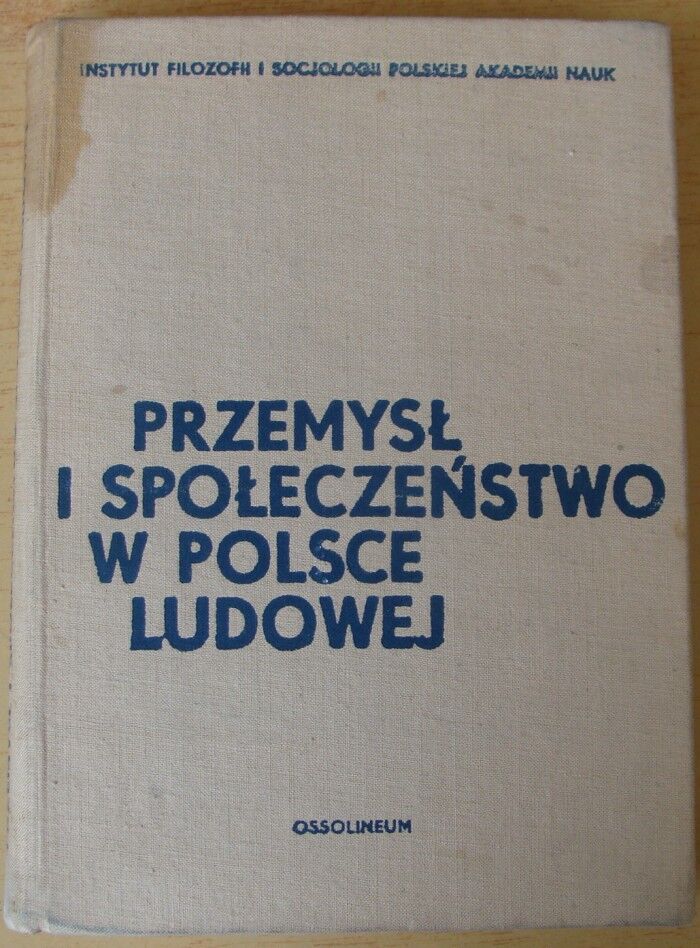 INSTYTUT FILOZOFII I SOCJOLOGII POLSKIEJ AKADEMII NAUK
PRZEMYSŁ
I SPOŁECZEŃSTWO
W POLSCE
LUDOWEJ
OSSOLINEUM